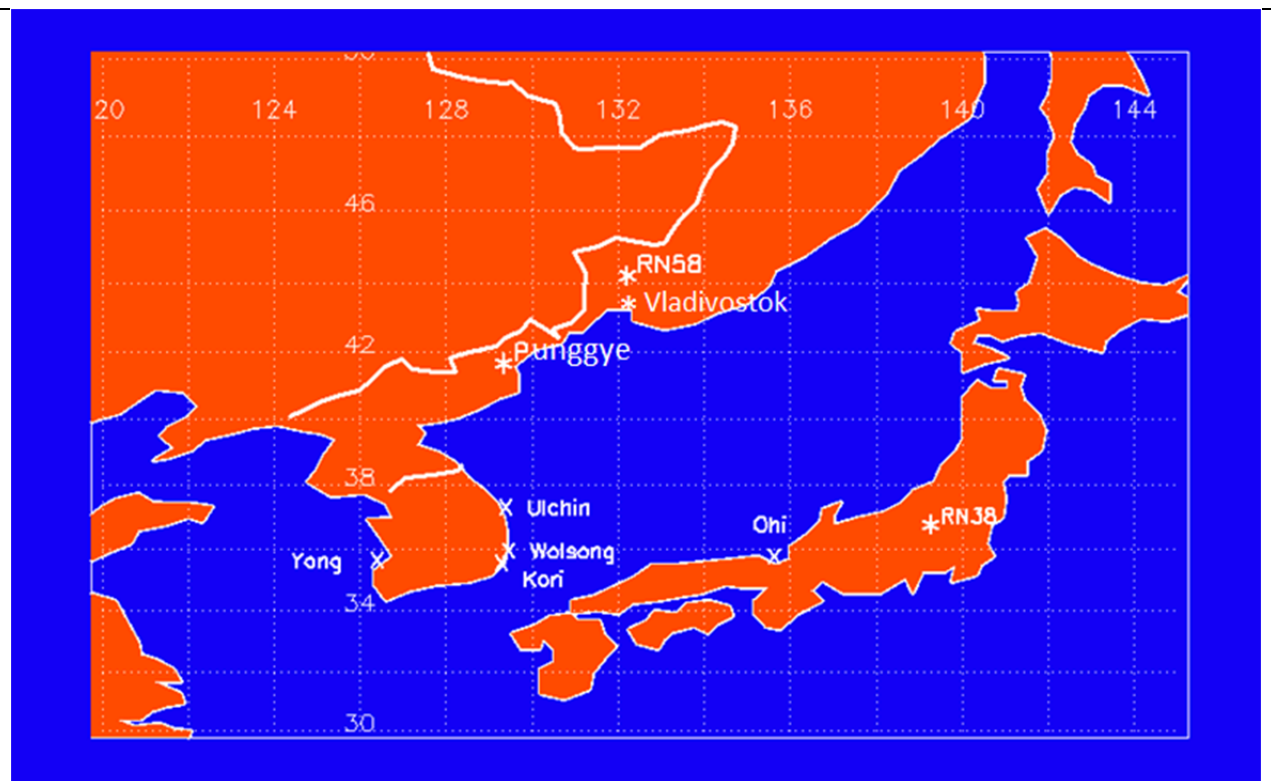 20 124 128 132 136 140 144
46
RN58
Vladivostok
42
Punggye
38
Ulchin
RN38
Ohi
Wolsong
Yong
Kori
34
30